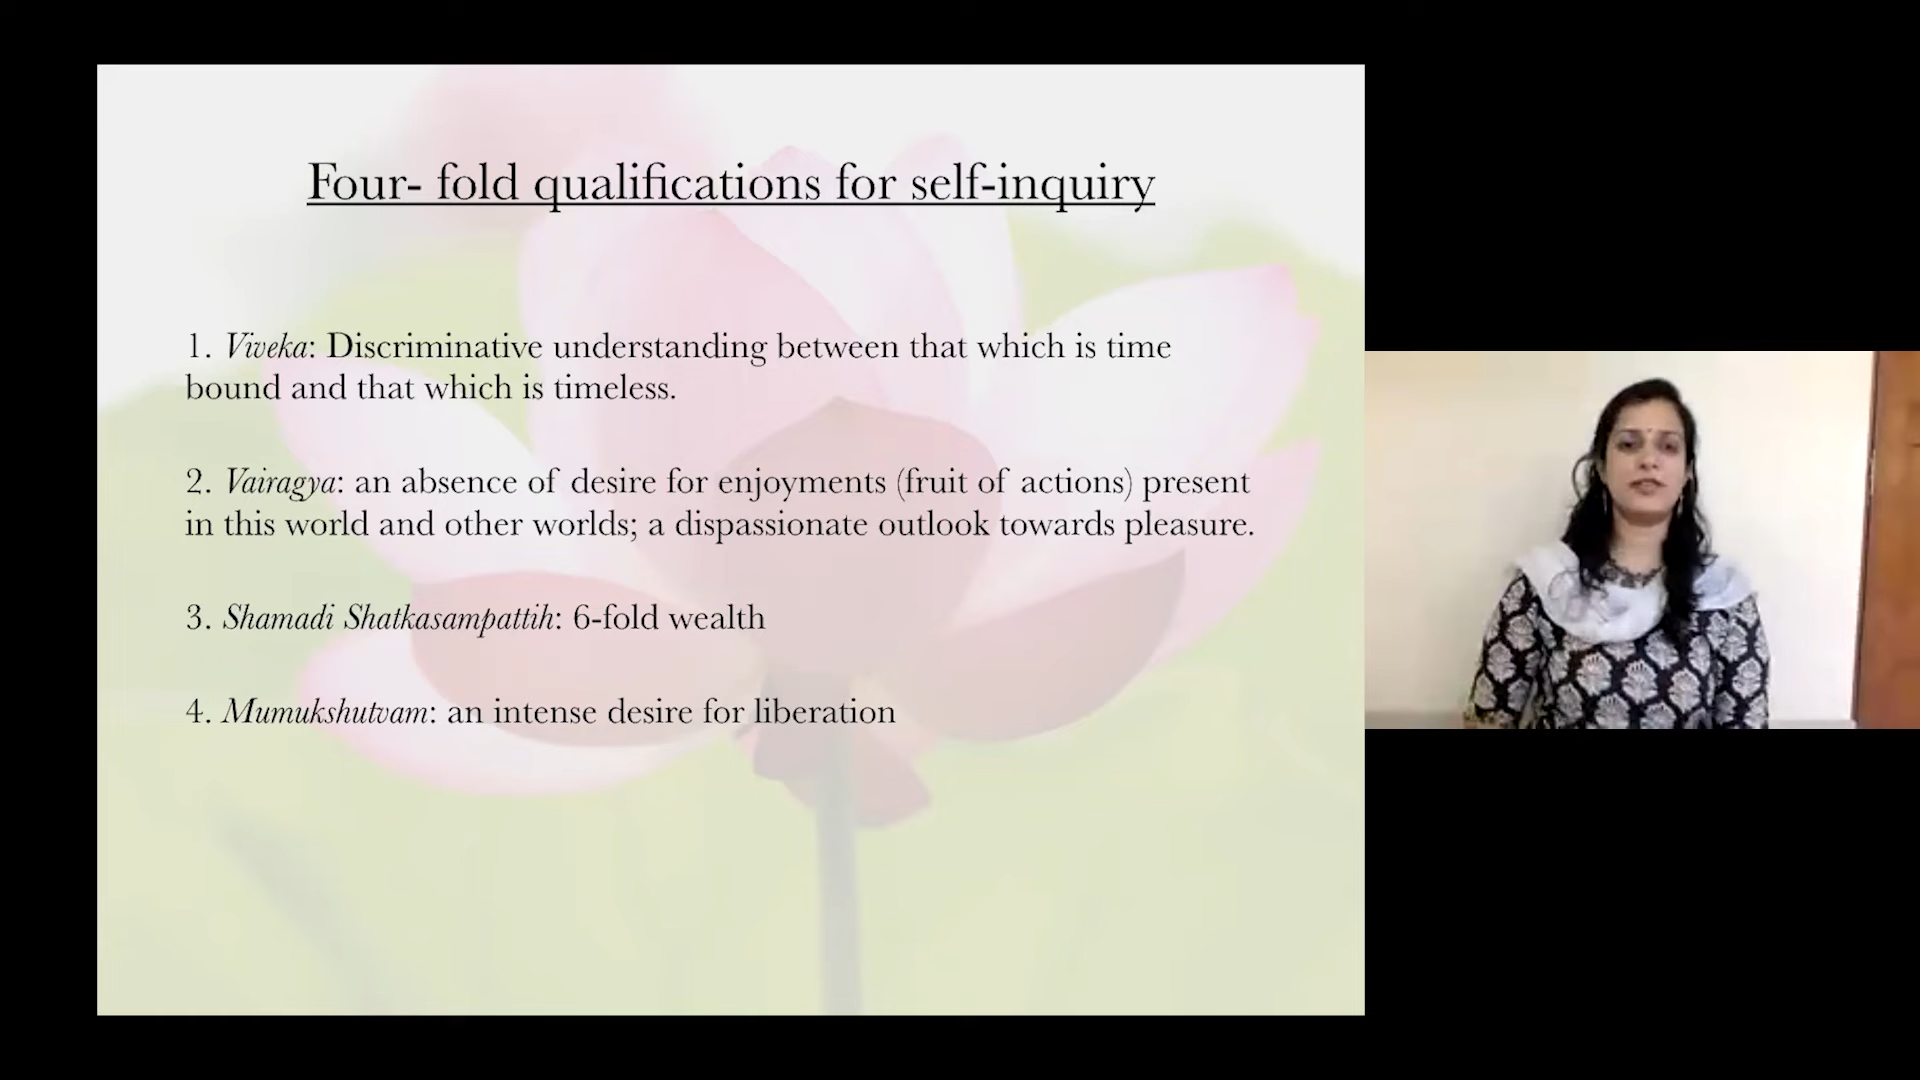 Four- fold qualifications for self-inquiry
1. Viveka: Discriminative understanding between that which is time
bound and that which is timeless.
2. Vairagya: an absence of desire for enjoyments (fruit of actions) present
in this world and other worlds; a dispassionate outlook towards pleasure.
3. Shamadi Shatkasampattih: 6-fold wealth
4. Mumukshutvam: an intense desire for liberation